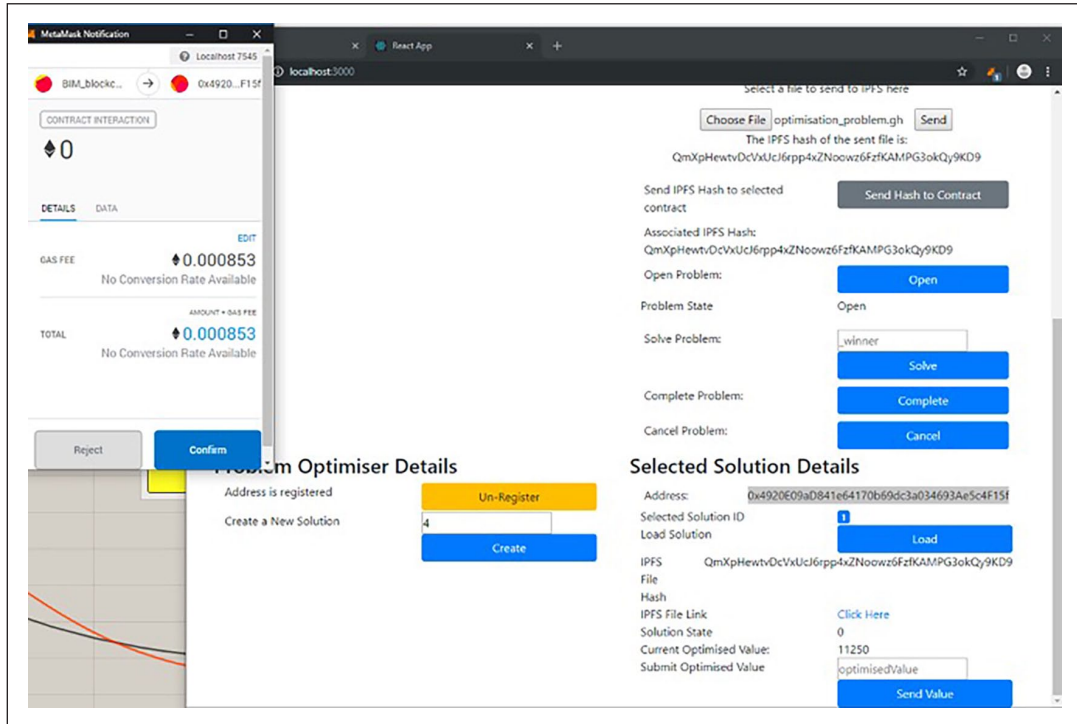 MetaMask Notification
Localhost 7545
BIM_blockc...
0x4920...F15f
CONTRACT INTERACTION
0
DETAILS DATA
EDIT
GAS FEE 0.000853
No Conversion Rate Available
AMOUNT + GAS FEE
TOTAL 0.000853
No Conversion Rate Available
Reject Confirm
React App
localhost:3000
Select a file to send to IPFS here
Choose File optimisation_problem.gh Send
The IPFS hash of the sent file is:
QmXpHewtvDcVxUcJ6rpp4xZNoowz6FzfKAMPG3okQy9KD9
Send IPFS Hash to selected
contract
Send Hash to Contract
Associated IPFS Hash:
QmXpHewtvDcVxUcJ6rpp4xZNoowz6FzfKAMPG3okQy9KD9
Open Problem: Open
Problem State Open
Solve Problem: _winner
Solve
Complete Problem: Complete
Cancel Problem: Cancel
Problem Optimiser Details
Address is registered Un-Register
Create a New Solution 4
Create
Selected Solution Details
Address: 0x4920E09aD841e64170b69dc3a034693Ae5c4F15f
Selected Solution ID 1
Load Solution Load
IPFS QmXpHewtvDcVxUcJ6rpp4xZNoowz6FzfKAMPG3okQy9KD9
File
Hash
IPFS File Link Click Here
Solution State 0
Current Optimised Value: 11250
Submit Optimised Value optimisedValue
Send Value